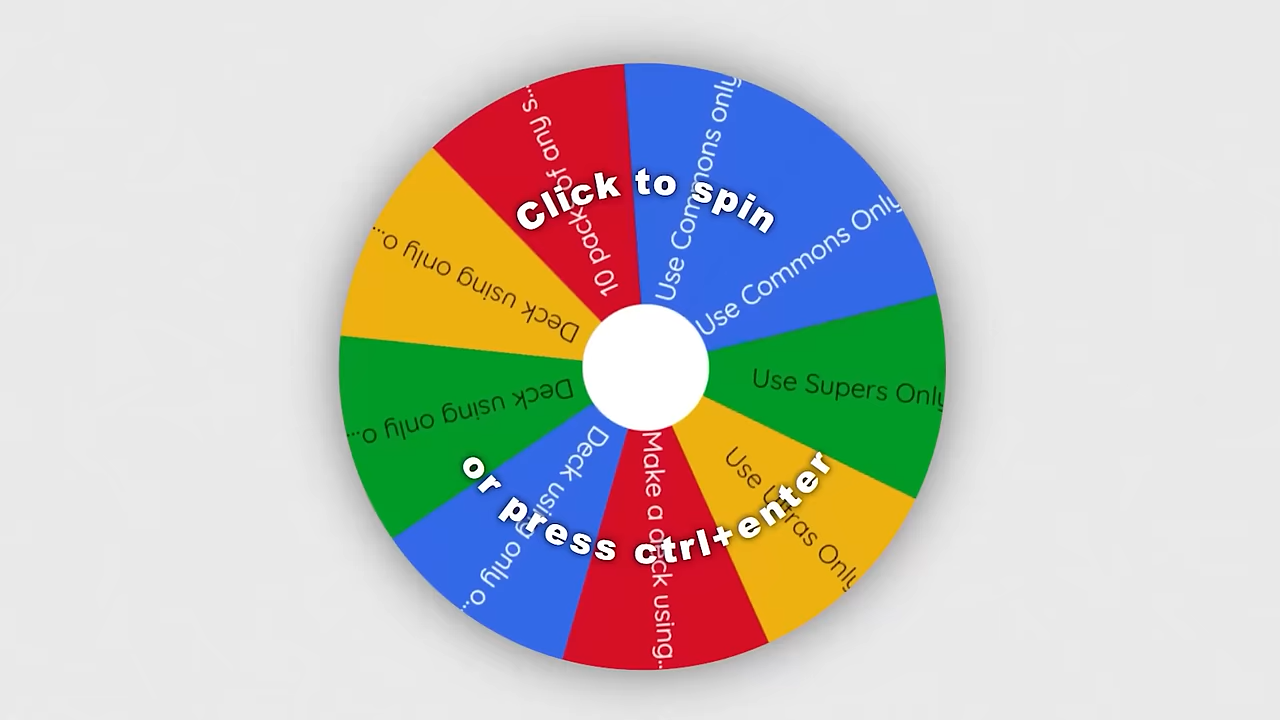 Click to spin
or press ctrl+enter
Use Commons only
Use Commons Only
Use Supers Only
Use Ultras Only
Make a deck using...
Deck using only o...
Deck using only o...
Deck using only o...
10 packs of any s...